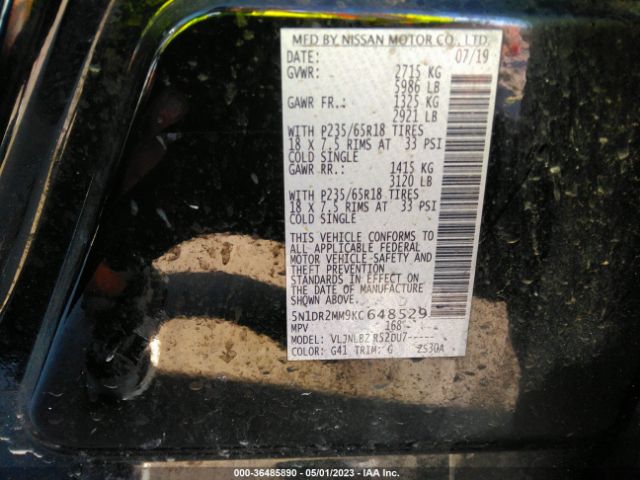 MFD BY NISSAN MOTOR CO., LTD.
DATE: 07/19
GVWR: 2715 KG
5986 LB
GAWR FR.: 1325 KG
2921 LB
WITH P235/65R18 TIRES
18 X 7.5 RIMS AT 33 PSI
COLD SINGLE
GAWR RR.: 1415 KG
3120 LB
WITH P235/65R18 TIRES
18 X 7.5 RIMS AT 33 PSI
COLD SINGLE
THIS VEHICLE CONFORMS TO
ALL APPLICABLE FEDERAL
MOTOR VEHICLE SAFETY AND
THEFT PREVENTION
STANDARDS IN EFFECT ON THE
DATE OF MANUFACTURE
SHOWN ABOVE.
5N1DR2MM9KC648529
MPV 168
MODEL: VLJNLBZ R52DU7-----
COLOR: G41 TRIM: G 2530A
000-36485890 - 05/01/2023 - IAA Inc.